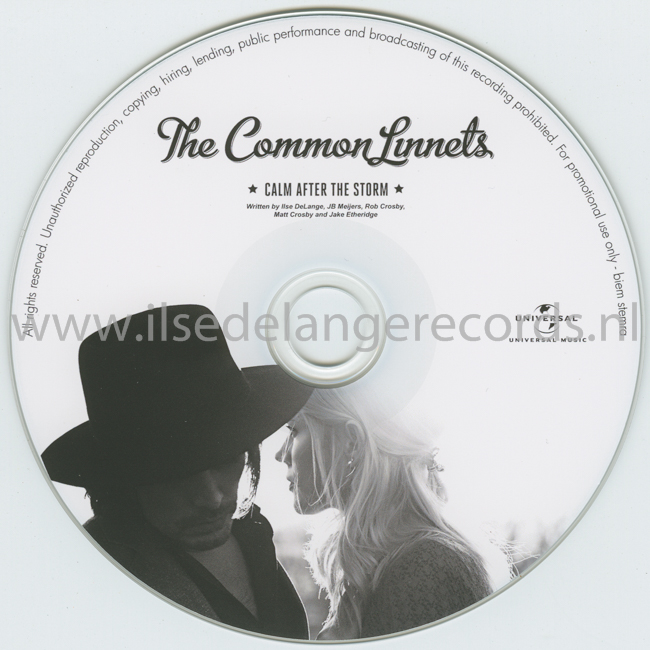 All rights reserved. Unauthorized reproduction, copying, hiring, lending, public performance and broadcasting of this recording prohibited. For promotional use only - biem stemra
The Common Linnets
★ CALM AFTER THE STORM ★
Written by Ilse DeLange, JB Meijers, Rob Crosby,
Matt Crosby and Jake Etheridge
www.ilsedelangerecords.nl
UNIVERSAL
UNIVERSAL MUSIC